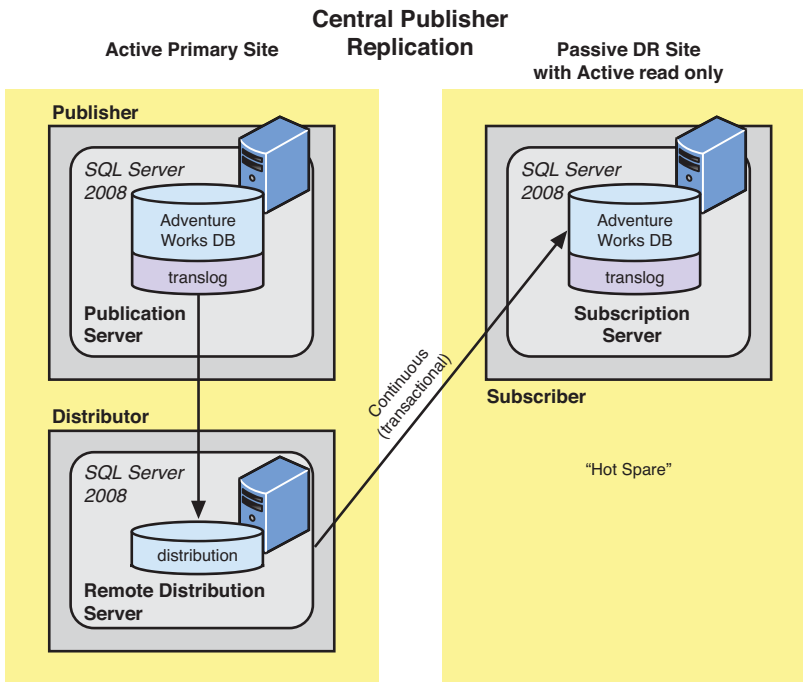 Central Publisher
Replication
Active Primary Site
Passive DR Site
with Active read only
Publisher
SQL Server
2008
Adventure
Works DB
translog
Publication
Server
Distributor
SQL Server
2008
distribution
Remote Distribution
Server
Continuous
(transactional)
SQL Server
2008
Adventure
Works DB
translog
Subscription
Server
Subscriber
“Hot Spare”